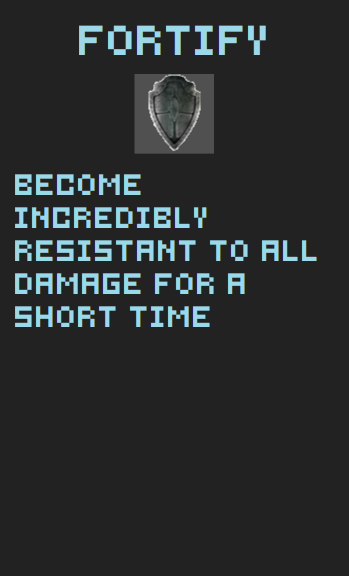 FORTIFY
BECOME
INCREDIBLY
RESISTANT TO ALL
DAMAGE FOR A
SHORT TIME